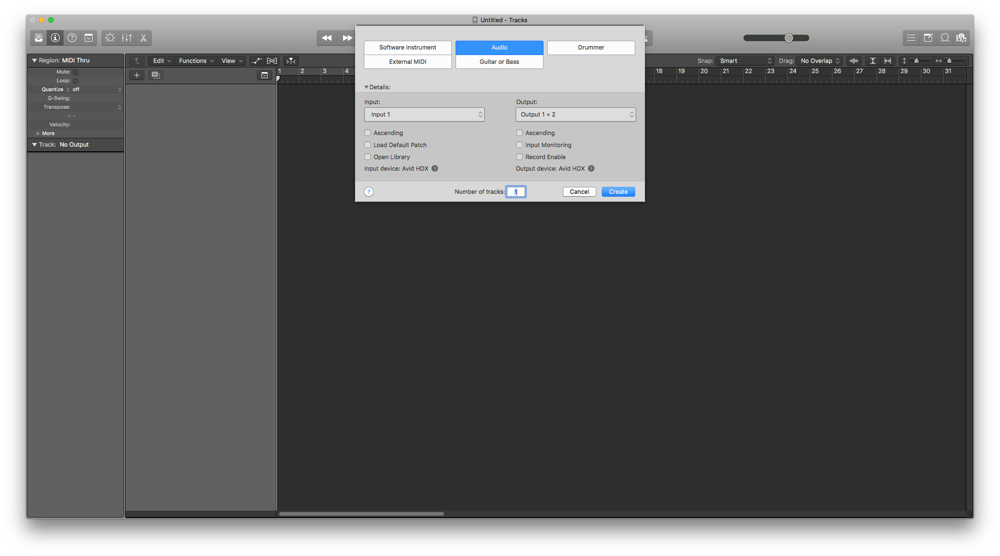 Untitled - Tracks
Software Instrument
Audio
Drummer
External MIDI
Guitar or Bass
Region: MIDI Thru
Mute:
Loop:
Quantize off
Q-Swing:
Transpose:
- -
Velocity:
More
Track: No Output
Edit Functions View
Snap: Smart Drag: No Overlap
1 2 3 4 18 19 20 21 22 23 24 25 26 27 28 29 30 31
Details:
Input: Output:
Input 1 Output 1 + 2
Ascending Ascending
Load Default Patch Input Monitoring
Open Library Record Enable
Input device: Avid HDX Output device: Avid HDX
? Number of tracks: 1 Cancel Create